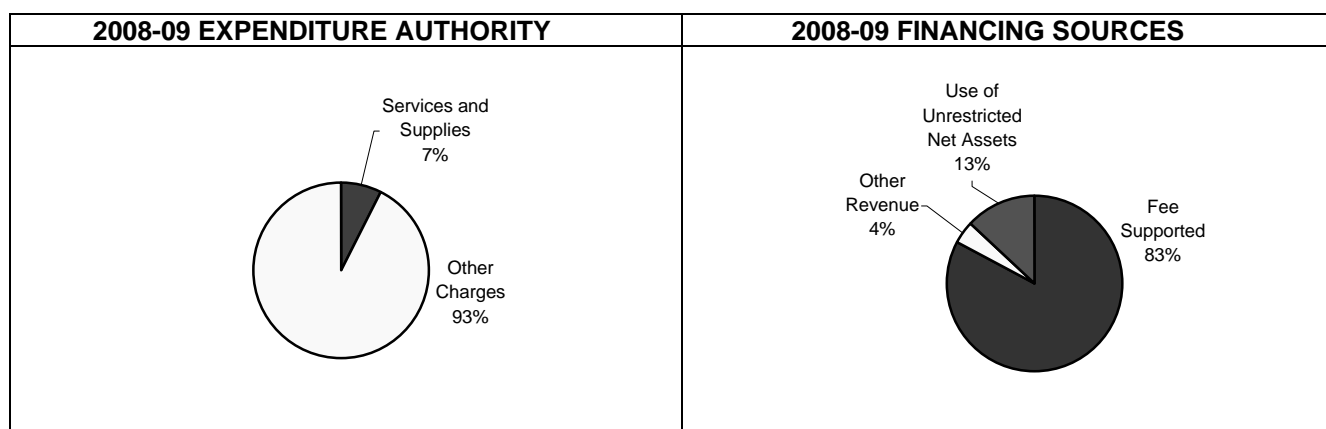 2008-09 EXPENDITURE AUTHORITY
Services and
Supplies
7%
Other
Charges
93%
2008-09 FINANCING SOURCES
Use of
Unrestricted
Net Assets
13%
Other
Revenue
4%
Fee
Supported
83%